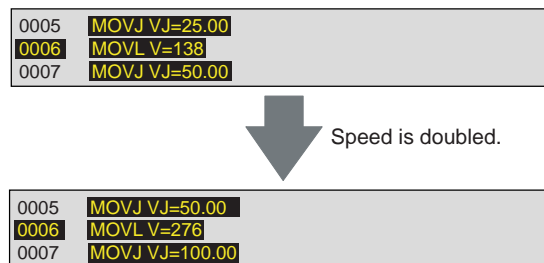 0005 MOVJ VJ=25.00
0006 MOVL V=138
0007 MOVJ VJ=50.00
Speed is doubled.
0005 MOVJ VJ=50.00
0006 MOVL V=276
0007 MOVJ VJ=100.00